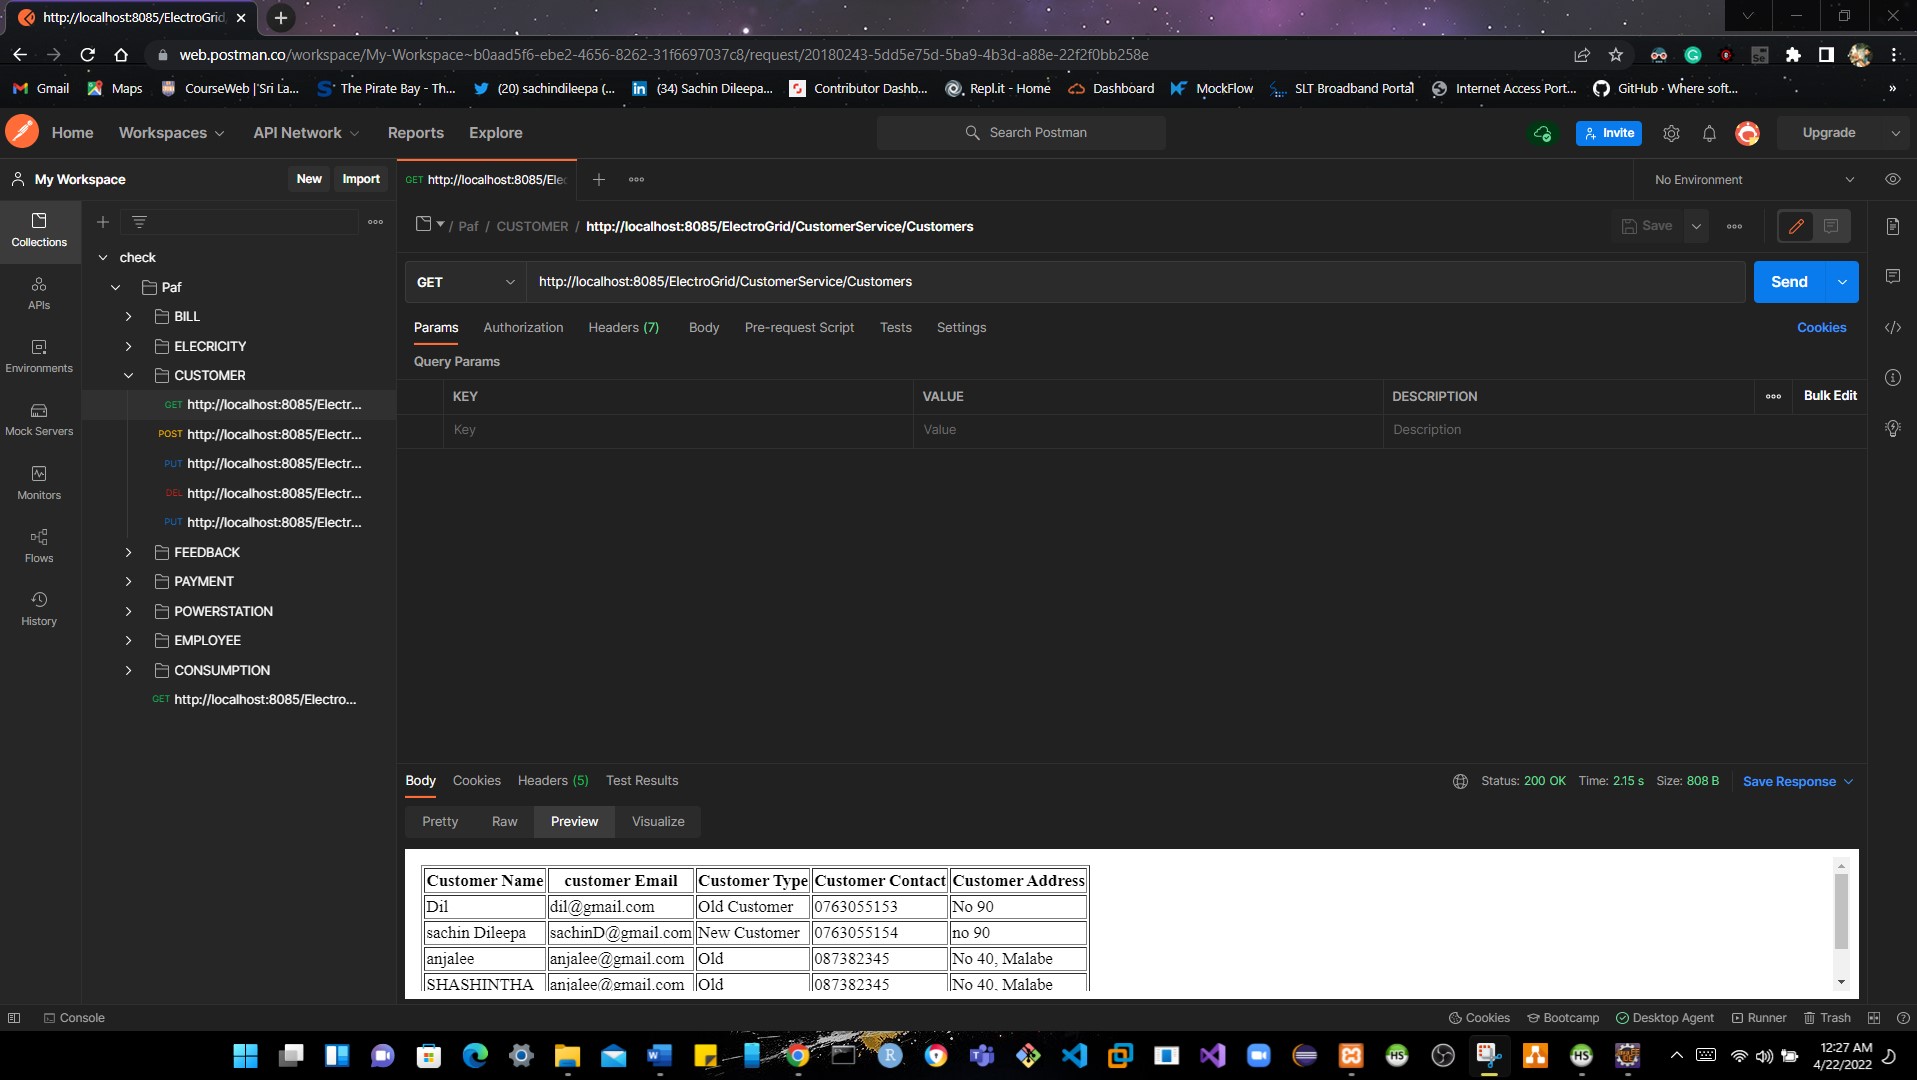 http://localhost:8085/ElectroGrid
web.postman.co/workspace/My-Workspace~b0aad5f6-ebe2-4656-8262-31f6697037c8/request/20180243-5dd5e75d-5ba9-4b3d-a88e-22f2f0bb258e
Gmail Maps CourseWeb | Sri La... The Pirate Bay - Th... (20) sachindileepa (... (34) Sachin Dileepa... Contributor Dashb... Repl.it - Home Dashboard MockFlow SLT Broadband Portal Internet Access Port... GitHub · Where soft... »
Home Workspaces API Network Reports Explore Search Postman Invite Upgrade
My Workspace New Import GET http://localhost:8085/Ele No Environment
Collections
APIs
Environments
Mock Servers
Monitors
Flows
History
check
Paf
BILL
ELECRICITY
CUSTOMER
GET http://localhost:8085/Electr...
POST http://localhost:8085/Electr...
PUT http://localhost:8085/Electr...
DEL http://localhost:8085/Electr...
PUT http://localhost:8085/Electr...
FEEDBACK
PAYMENT
POWERSTATION
EMPLOYEE
CONSUMPTION
GET http://localhost:8085/Electro...
/ Paf / CUSTOMER / http://localhost:8085/ElectroGrid/CustomerService/Customers Save
GET http://localhost:8085/ElectroGrid/CustomerService/Customers Send
Params Authorization Headers (7) Body Pre-request Script Tests Settings Cookies
Query Params
KEY VALUE DESCRIPTION Bulk Edit
Key Value Description
Body Cookies Headers (5) Test Results Status: 200 OK Time: 2.15 s Size: 808 B Save Response
Pretty Raw Preview Visualize
Customer Name customer Email Customer Type Customer Contact Customer Address
Dil dil@gmail.com Old Customer 0763055153 No 90
sachin Dileepa sachinD@gmail.com New Customer 0763055154 no 90
anjalee anjalee@gmail.com Old 087382345 No 40, Malabe
SHASHINTHA anjalee@gmail.com Old 087382345 No 40, Malabe
Console Cookies Bootcamp Desktop Agent Runner Trash
12:27 AM
4/22/2022